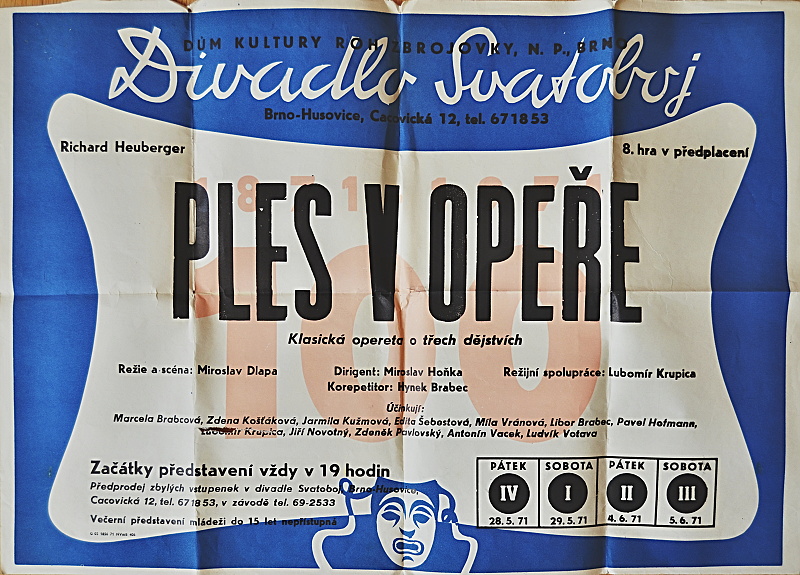 DŮM KULTURY ROH ZBROJOVKY, N. P., BRNO
Divadlo Svatoboj
Brno-Husovice, Cacovická 12, tel. 671853
Richard Heuberger
8. hra v předplacení
1871 1971
100
PLES V OPEŘE
Klasická opereta o třech dějstvích
Režie a scéna: Miroslav Dlapa
Dirigent: Miroslav Hoňka
Režijní spolupráce: Lubomír Krupica
Korepetitor: Hynek Brabec
Účinkují:
Marcela Brabcová, Zdena Košťáková, Jarmila Kužmová, Edita Šebestová, Míla Vránová, Libor Brabec, Pavel Hofmann,
Lubomír Krupica, Jiří Novotný, Zdeněk Pavlovský, Antonín Vacek, Ludvík Votava
Začátky představení vždy v 19 hodin
Předprodej zbylých vstupenek v divadle Svatoboj, Brno-Husovice,
Cacovická 12, tel. 671853, v závodě tel. 69-2533
Večerní představení mládeži do 15 let nepřístupná
PÁTEK SOBOTA PÁTEK SOBOTA
IV I II III
28. 5. 71 29. 5. 71 4. 6. 71 5. 6. 71